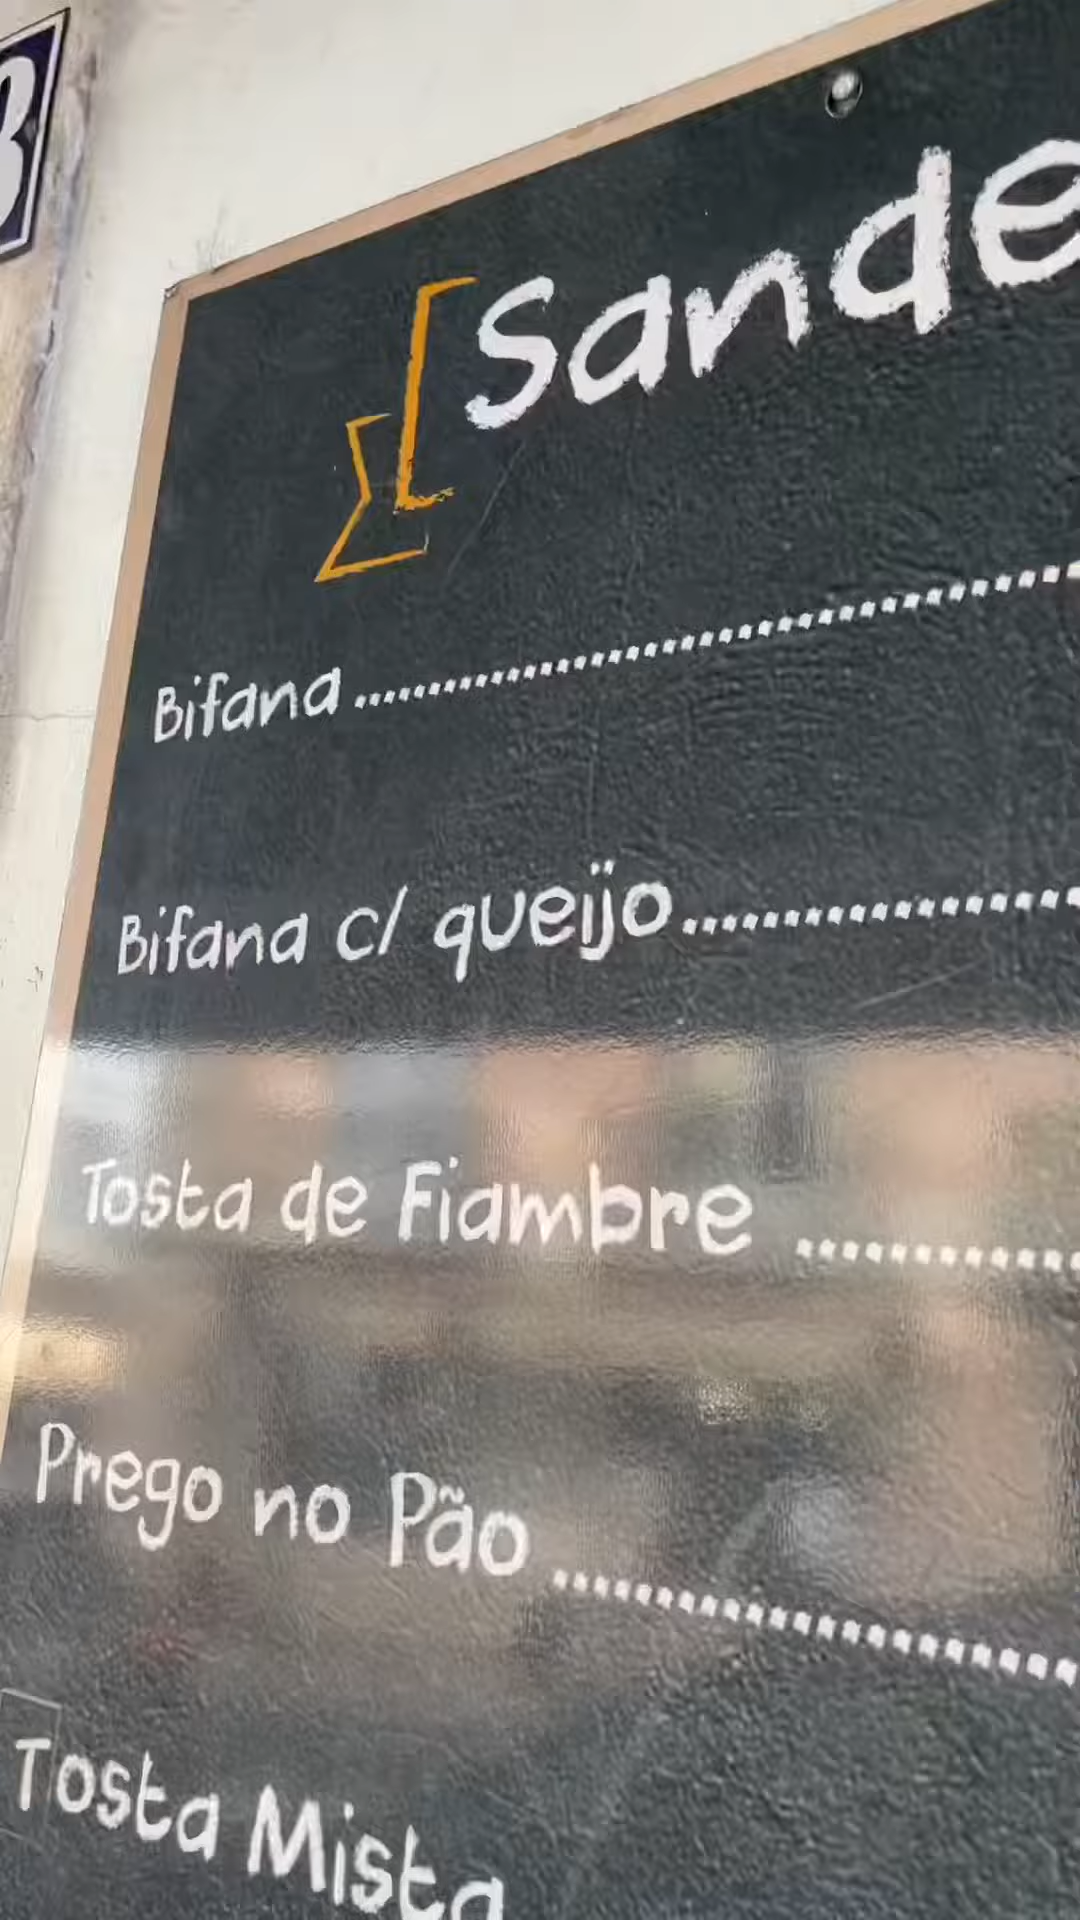 Sande
Bifana
Bifana c/ queijo
Tosta de Fiambre
Prego no Pão
Tosta Mista